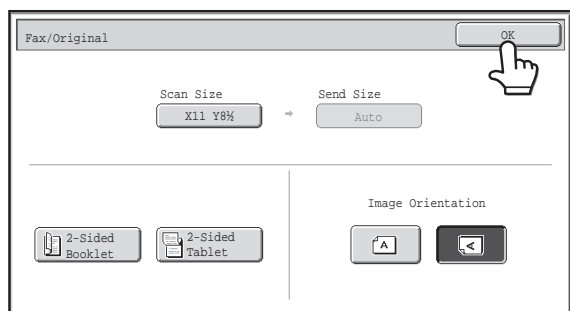 Fax/Original
OK
Scan Size
Send Size
X11 Y8½
Auto
2-Sided
Booklet
2-Sided
Tablet
Image Orientation
A
A